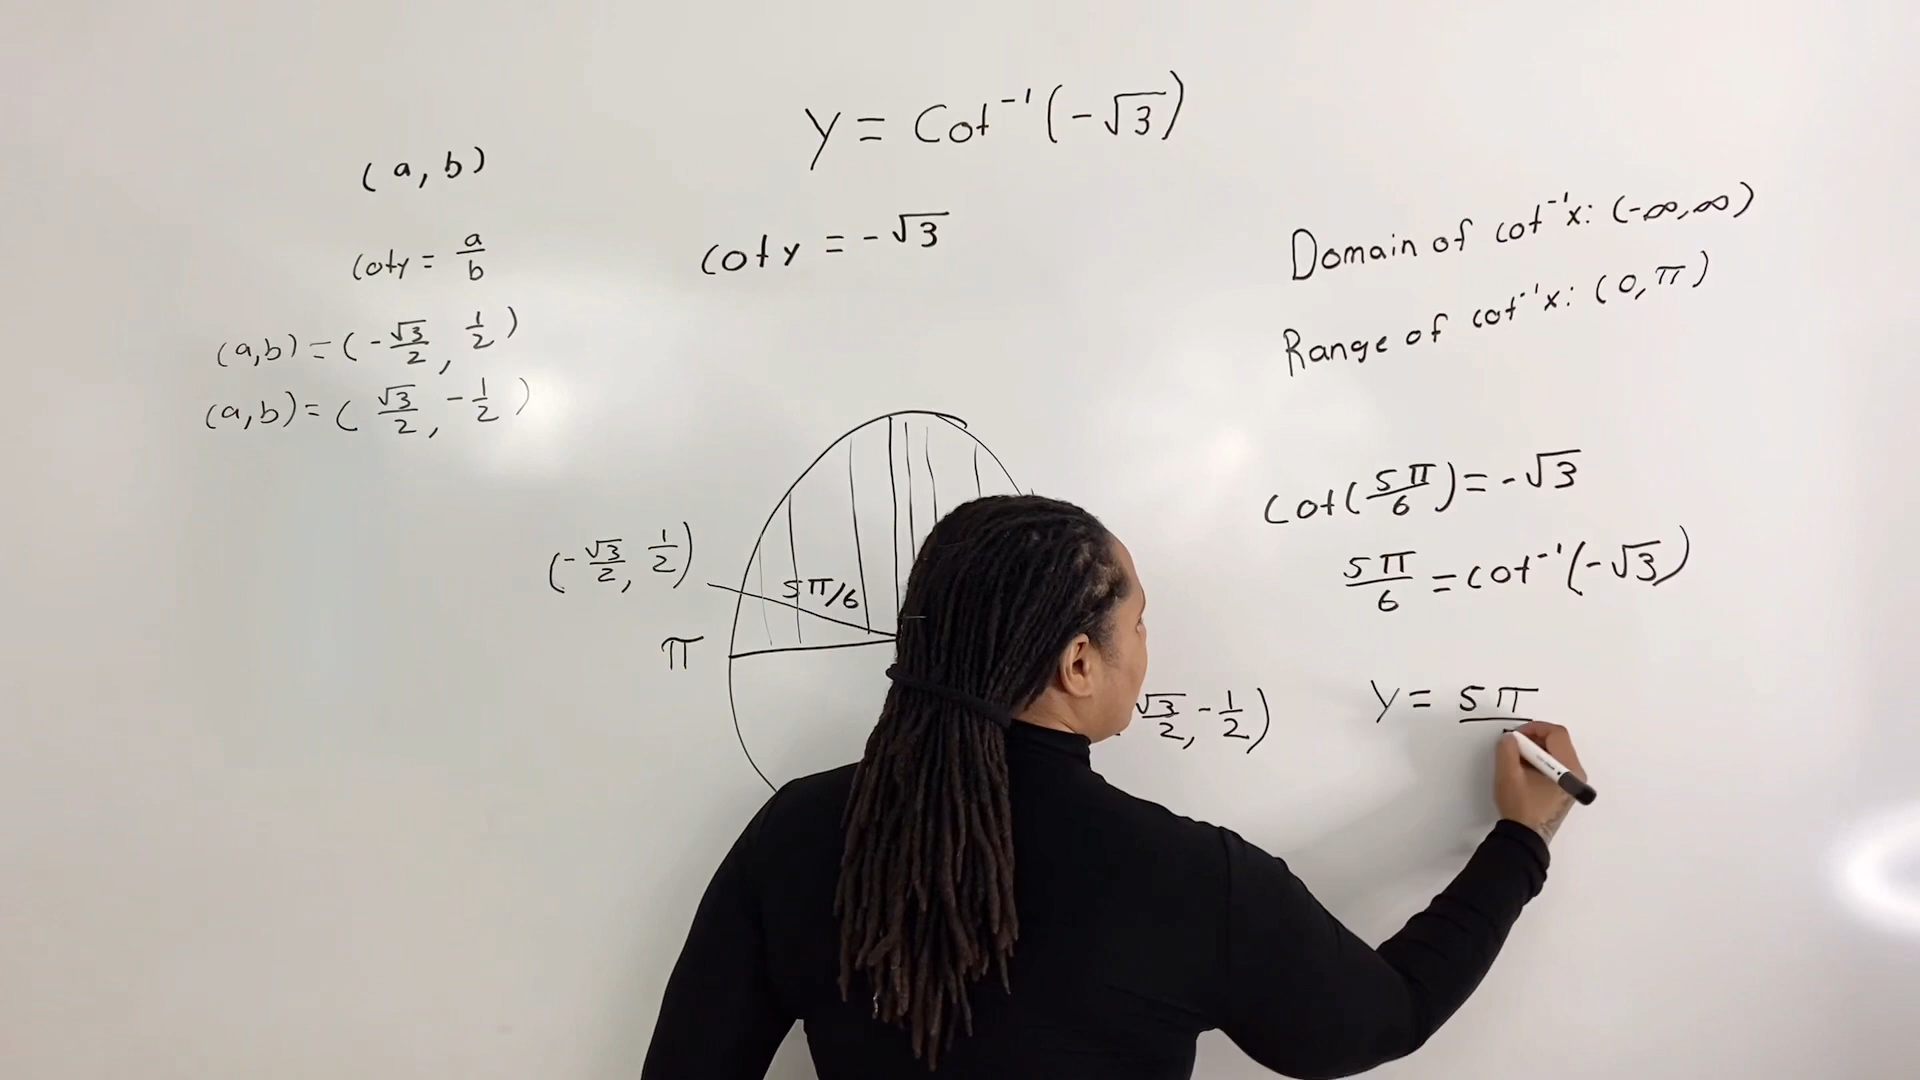 y = Cot⁻¹(-√3)
(a, b)
coty = a/b
(a,b) = (-√3/2, 1/2)
(a,b) = (√3/2, -1/2)
cot y = -√3
Domain of cot⁻¹x: (-∞,∞)
Range of cot⁻¹x: (0, π)
(-√3/2, 1/2)
5π/6
π
√3/2, -1/2)
cot(5π/6) = -√3
5π/6 = cot⁻¹(-√3)
y = 5π